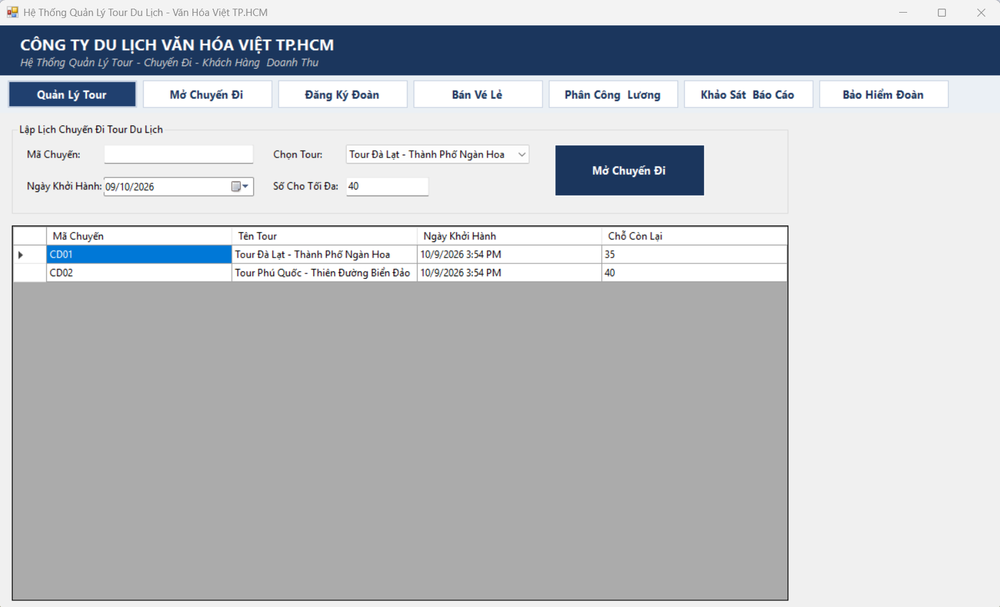 Hệ Thống Quản Lý Tour Du Lịch - Văn Hóa Việt TP.HCM
CÔNG TY DU LỊCH VĂN HÓA VIỆT TP.HCM
Hệ Thống Quản Lý Tour - Chuyến Đi - Khách Hàng  Doanh Thu
Quản Lý Tour  Mở Chuyến Đi  Đăng Ký Đoàn  Bán Vé Lẻ  Phân Công  Lương  Khảo Sát  Báo Cáo  Bảo Hiểm Đoàn
Lập Lịch Chuyến Đi Tour Du Lịch
Mã Chuyến:  Chọn Tour:  Tour Đà Lạt - Thành Phố Ngàn Hoa
Mở Chuyến Đi
Ngày Khởi Hành:  09/10/2026  Số Cho Tối Đa:  40
Mã Chuyến  Tên Tour  Ngày Khởi Hành  Chỗ Còn Lại
CD01  Tour Đà Lạt - Thành Phố Ngàn Hoa  10/9/2026 3:54 PM  35
CD02  Tour Phú Quốc - Thiên Đường Biển Đảo  10/9/2026 3:54 PM  40